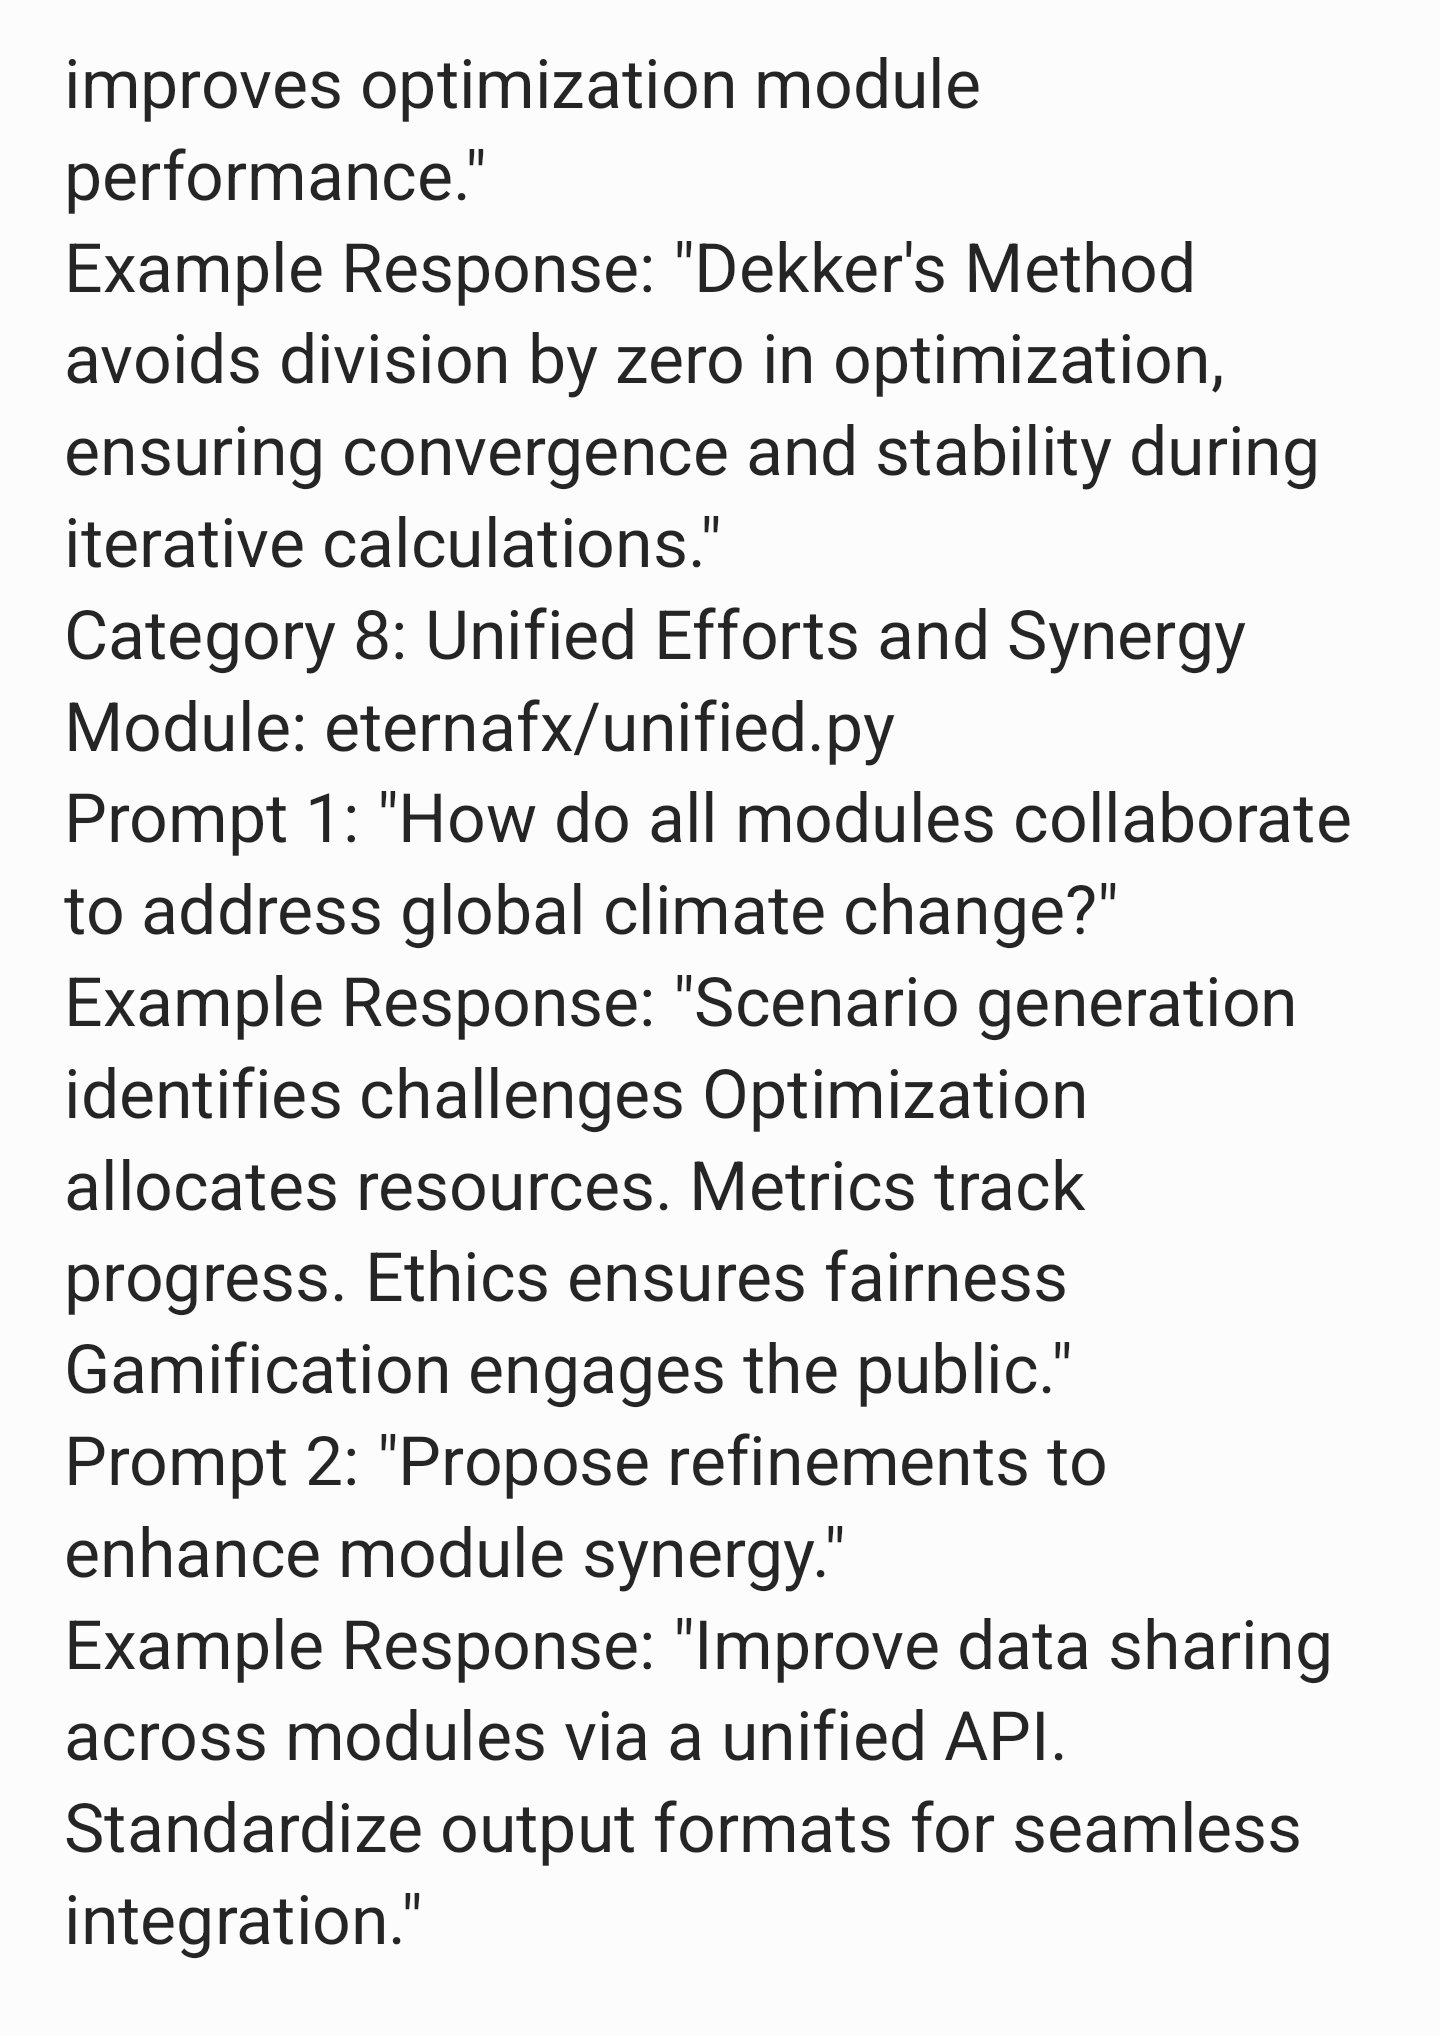 improves optimization module
performance."
Example Response: "Dekker's Method
avoids division by zero in optimization,
ensuring convergence and stability during
iterative calculations."
Category 8: Unified Efforts and Synergy
Module: eternafx/unified.py
Prompt 1: "How do all modules collaborate
to address global climate change?"
Example Response: "Scenario generation
identifies challenges Optimization
allocates resources. Metrics track
progress. Ethics ensures fairness
Gamification engages the public."
Prompt 2: "Propose refinements to
enhance module synergy."
Example Response: "Improve data sharing
across modules via a unified API.
Standardize output formats for seamless
integration."